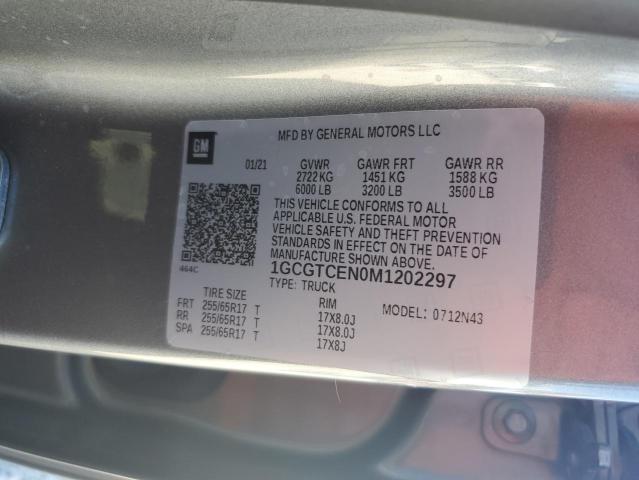 GM
MFD BY GENERAL MOTORS LLC
01/21 GVWR GAWR FRT GAWR RR
2722 KG 1451 KG 1588 KG
6000 LB 3200 LB 3500 LB
THIS VEHICLE CONFORMS TO ALL
APPLICABLE U.S. FEDERAL MOTOR
VEHICLE SAFETY AND THEFT PREVENTION
STANDARDS IN EFFECT ON THE DATE OF
MANUFACTURE SHOWN ABOVE.
464C
1GCGTCEN0M1202297
TYPE: TRUCK
TIRE SIZE RIM MODEL: 0712N43
FRT 255/65R17 T 17X8.0J
RR 255/65R17 T 17X8.0J
SPA 255/65R17 T 17X8J